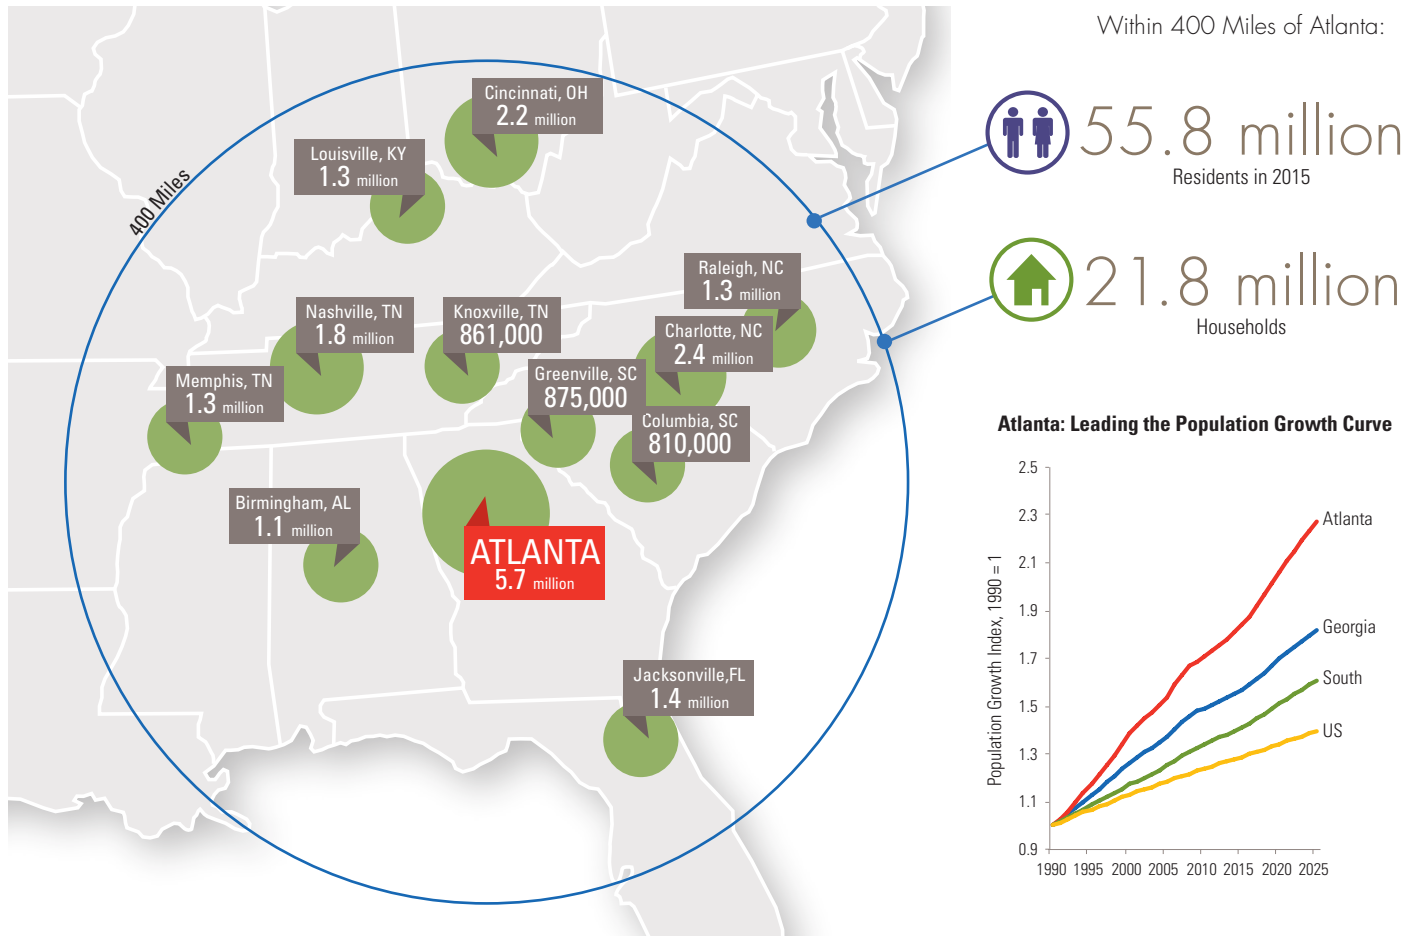 Within 400 Miles of Atlanta:
55.8 million
Residents in 2015
21.8 million
Households
400 Miles
Cincinnati, OH
2.2 million
Louisville, KY
1.3 million
Raleigh, NC
1.3 million
Nashville, TN
1.8 million
Knoxville, TN
861,000
Charlotte, NC
2.4 million
Memphis, TN
1.3 million
Greenville, SC
875,000
Columbia, SC
810,000
Birmingham, AL
1.1 million
ATLANTA
5.7 million
Jacksonville,FL
1.4 million
Atlanta: Leading the Population Growth Curve
Population Growth Index, 1990 = 1
2.5
2.3
2.1
1.9
1.7
1.5
1.3
1.1
0.9
1990 1995 2000 2005 2010 2015 2020 2025
Atlanta
Georgia
South
US